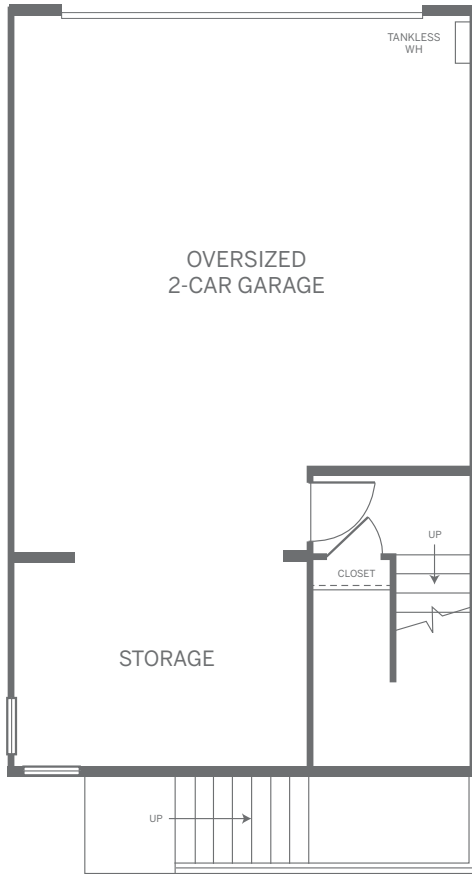 TANKLESS
WH
OVERSIZED
2-CAR GARAGE
UP
CLOSET
STORAGE
UP